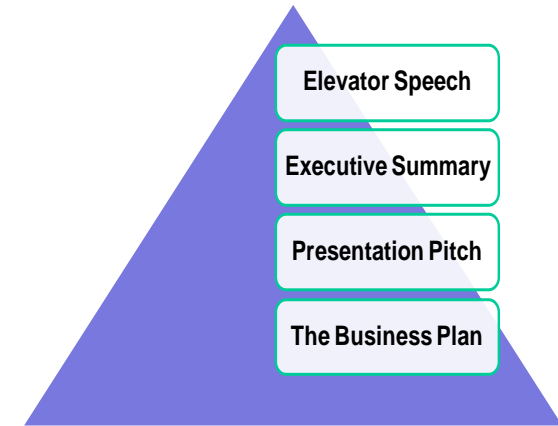 Elevator Speech
Executive Summary
Presentation Pitch
The Business Plan